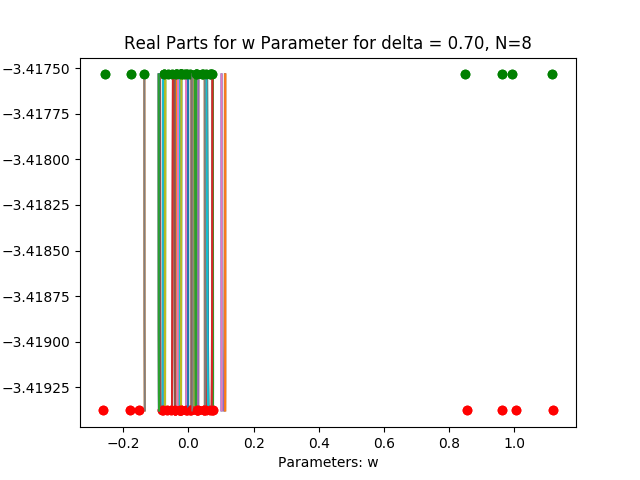 Real Parts for w Parameter for delta = 0.70, N=8
−3.41750
−3.41775
−3.41800
−3.41825
−3.41850
−3.41875
−3.41900
−3.41925
−0.2 0.0 0.2 0.4 0.6 0.8 1.0
Parameters: w